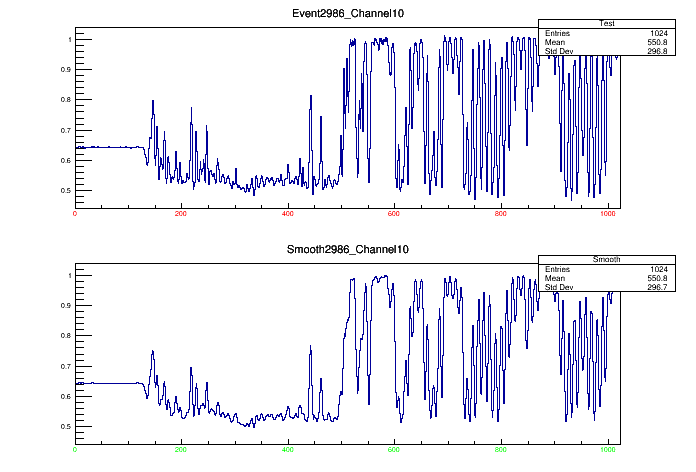 Event2986_Channel10
Test
Entries 1024
Mean 550.8
Std Dev 296.8
1
0.9
0.8
0.7
0.6
0.5
0 200 400 600 800 1000
Smooth2986_Channel10
Smooth
Entries 1024
Mean 550.8
Std Dev 296.7
1
0.9
0.8
0.7
0.6
0.5
0 200 400 600 800 1000